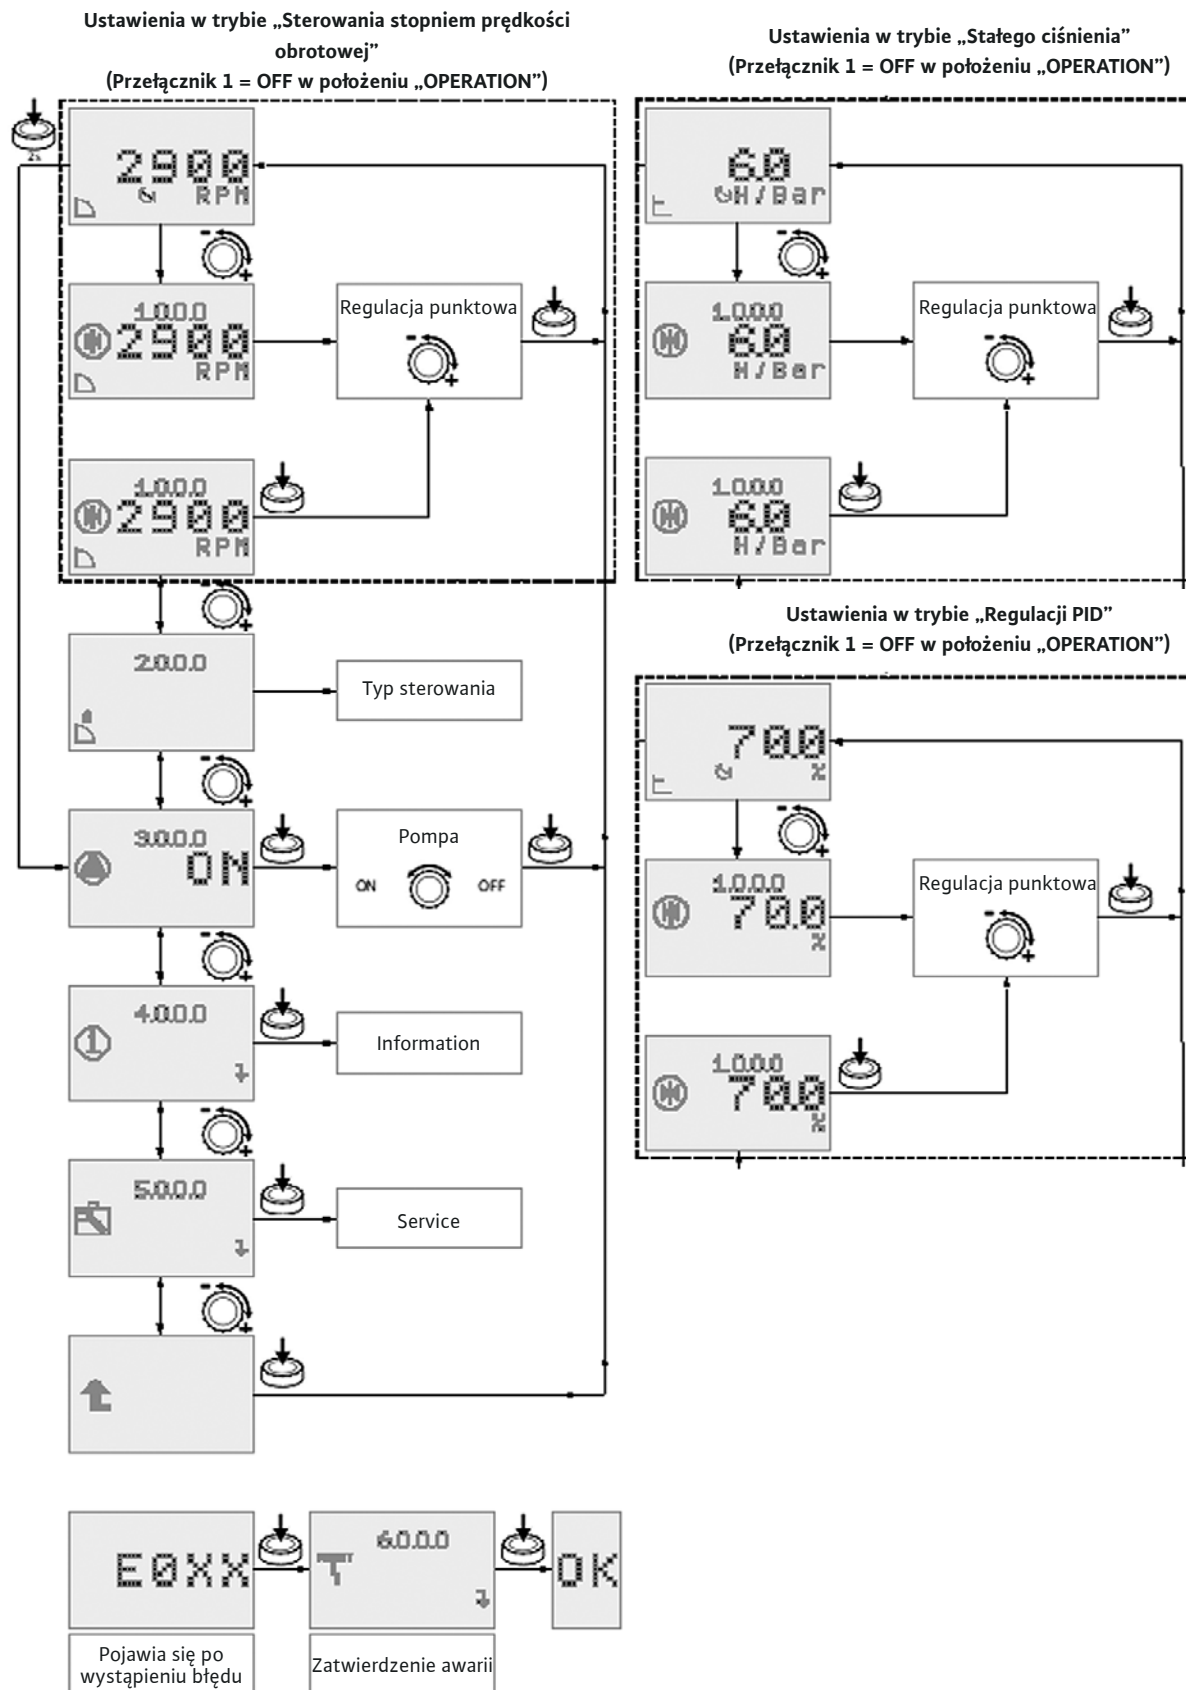 Ustawienia w trybie „Sterowania stopniem prędkości
obrotowej”
(Przełącznik 1 = OFF w położeniu „OPERATION”)
2s
2900
RPM
- +
1.0.0.0
2900
RPM
Regulacja punktowa
- +
1.0.0.0
2900
RPM
- +
2.0.0.0
Typ sterowania
- +
3.0.0.0
ON
Pompa
ON OFF
- +
4.0.0.0
1
Information
- +
5.0.0.0
Service
- +
E0XX
6.0.0.0
OK
Pojawia się po
wystąpieniu błędu
Zatwierdzenie awarii
Ustawienia w trybie „Stałego ciśnienia”
(Przełącznik 1 = OFF w położeniu „OPERATION”)
6.0
H/Bar
- +
1.0.0.0
6.0
H/Bar
Regulacja punktowa
- +
1.0.0.0
6.0
H/Bar
Ustawienia w trybie „Regulacji PID”
(Przełącznik 1 = OFF w położeniu „OPERATION”)
70.0
%
- +
1.0.0.0
70.0
%
Regulacja punktowa
- +
1.0.0.0
70.0
%